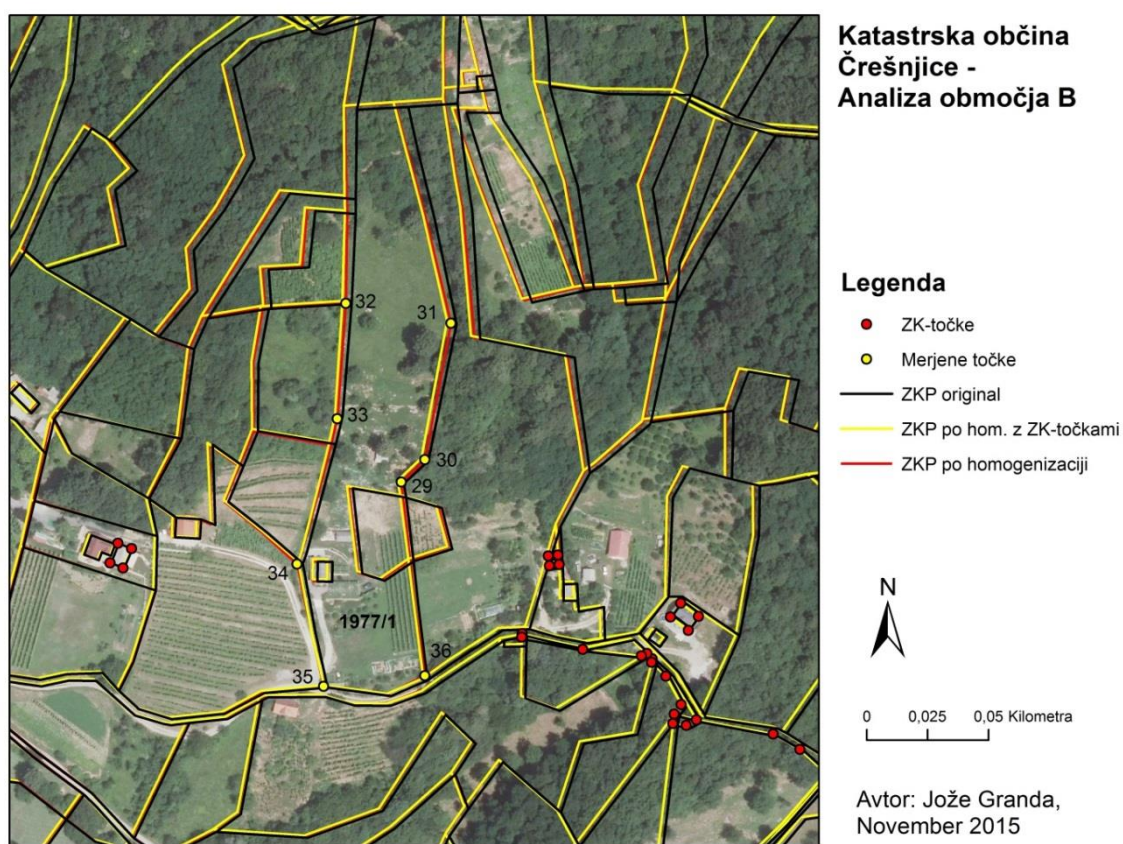 Katastrska občina
Črešnjice -
Analiza območja B
Legenda
ZK-točke
Merjene točke
ZKP original
ZKP po hom. z ZK-točkami
ZKP po homogenizaciji
N
0 0,025 0,05 Kilometra
Avtor: Jože Granda,
November 2015
32
31
33
30
29
34
1977/1
36
35